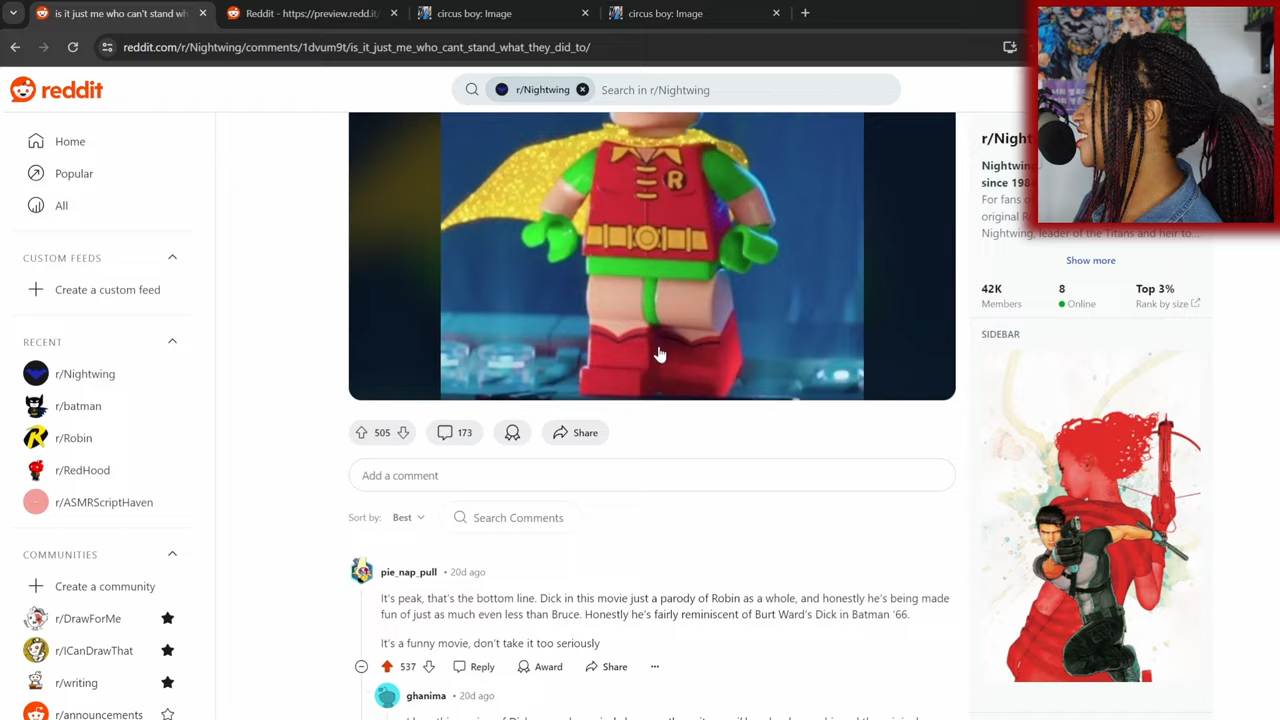 is it just me who can't stand wh
Reddit - https://preview.redd.it/
circus boy: Image
circus boy: Image
reddit.com/r/Nightwing/comments/1dvum9t/is_it_just_me_who_cant_stand_what_they_did_to/
reddit
r/Nightwing
Search in r/Nightwing
Home
Popular
All
CUSTOM FEEDS
Create a custom feed
RECENT
r/Nightwing
r/batman
r/Robin
r/RedHood
r/ASMRScriptHaven
COMMUNITIES
Create a community
r/DrawForMe
r/ICanDrawThat
r/writing
r/announcements
R
505
173
Share
Add a comment
Sort by: Best
Search Comments
pie_nap_pull • 20d ago
It's peak, that's the bottom line. Dick in this movie just a parody of Robin as a whole, and honestly he's being made
fun of just as much even less than Bruce. Honestly he's fairly reminiscent of Burt Ward's Dick in Batman '66.
It's a funny movie, don't take it too seriously
537
Reply
Award
Share
ghanima • 20d ago
r/Night
Nightwin
since 198
For fans o
original R
Nightwing, leader of the Titans and heir to...
Show more
42K
Members
8
Online
Top 3%
Rank by size
SIDEBAR